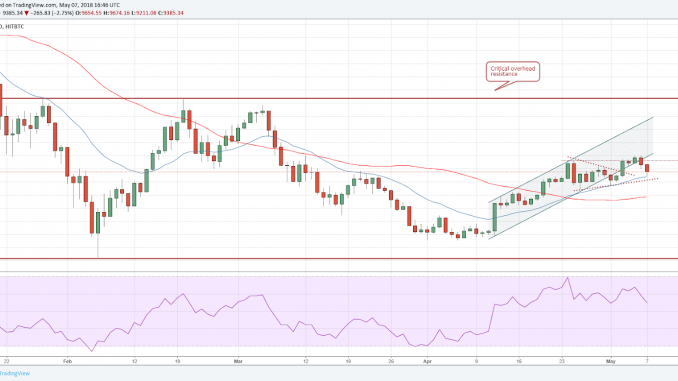 d on TradingView.com, May 07, 2018 16:46 UTC
9385.34 ▼ −265.83 (−2.75%) O:9654.55 H:9674.16 L:9211.08 C:9385.34
D, HITBTC
Critical overhead
resistance
22 Feb 12 19 Mar 12 19 26 Apr 9 16 23 May 7
TradingView